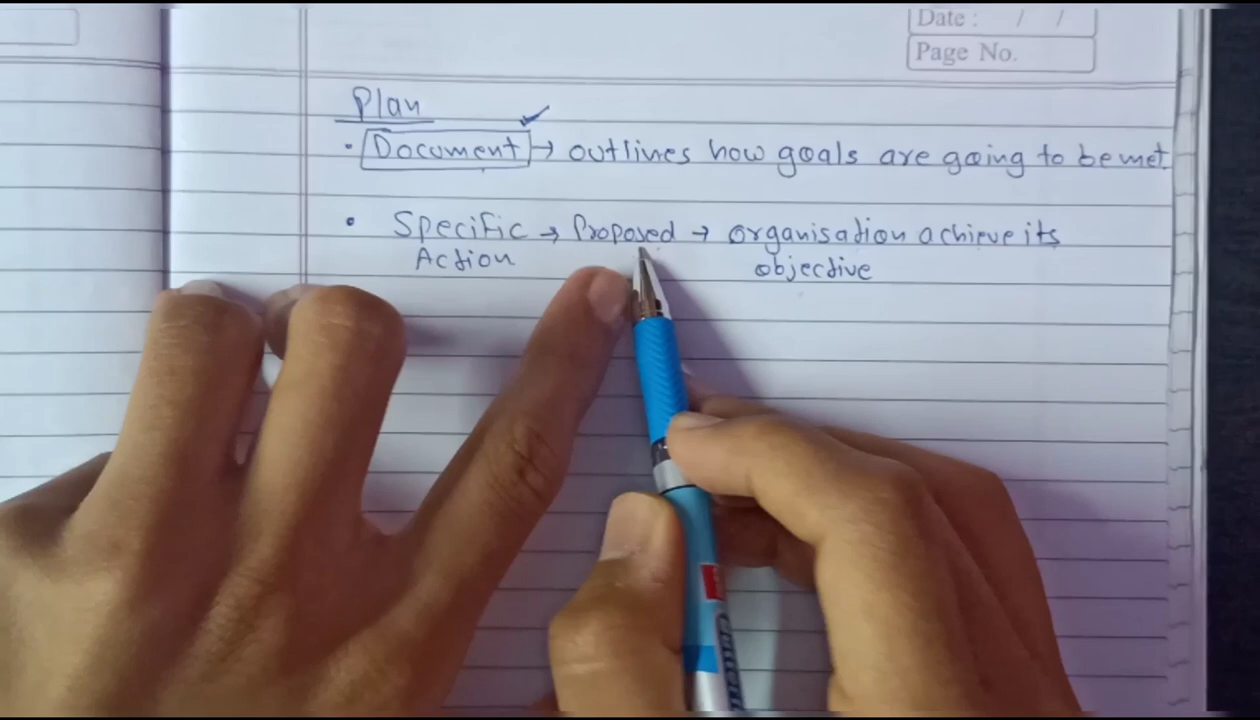 Date : / /
Page No.
Plan
• Document → outlines how goals are going to be met.
• Specific → Proposed → organisation achieve its
Action objective